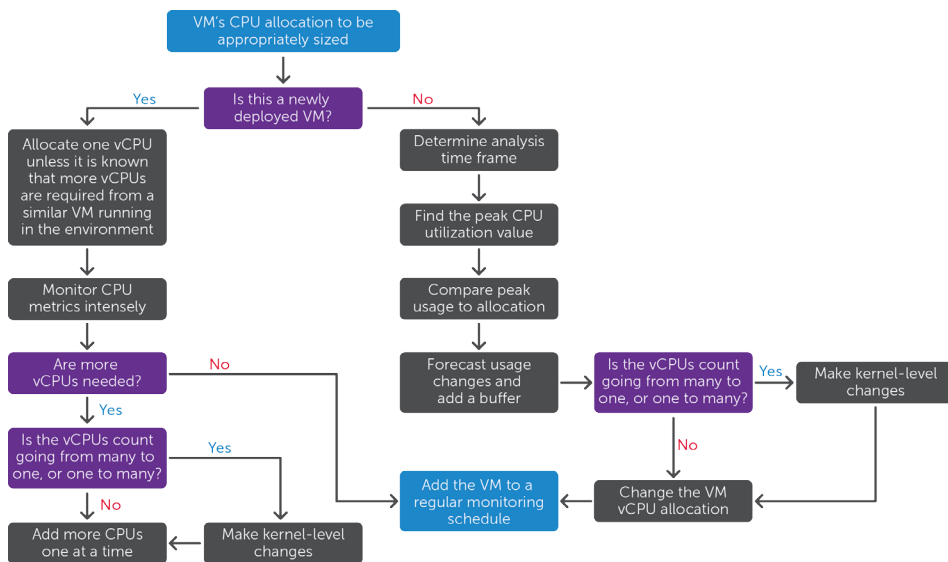 VM's CPU allocation to be
appropriately sized
Is this a newly
deployed VM?
Yes
No
Allocate one vCPU
unless it is known
that more vCPUs
are required from a
similar VM running
in the environment
Monitor CPU
metrics intensely
Are more
vCPUs needed?
No
Yes
Is the vCPUs count
going from many to
one, or one to many?
Yes
No
Add more CPUs
one at a time
Make kernel-level
changes
Determine analysis
time frame
Find the peak CPU
utilization value
Compare peak
usage to allocation
Forecast usage
changes and
add a buffer
Is the vCPUs count
going from many to
one, or one to many?
Yes
Make kernel-level
changes
No
Change the VM
vCPU allocation
Add the VM to a
regular monitoring
schedule